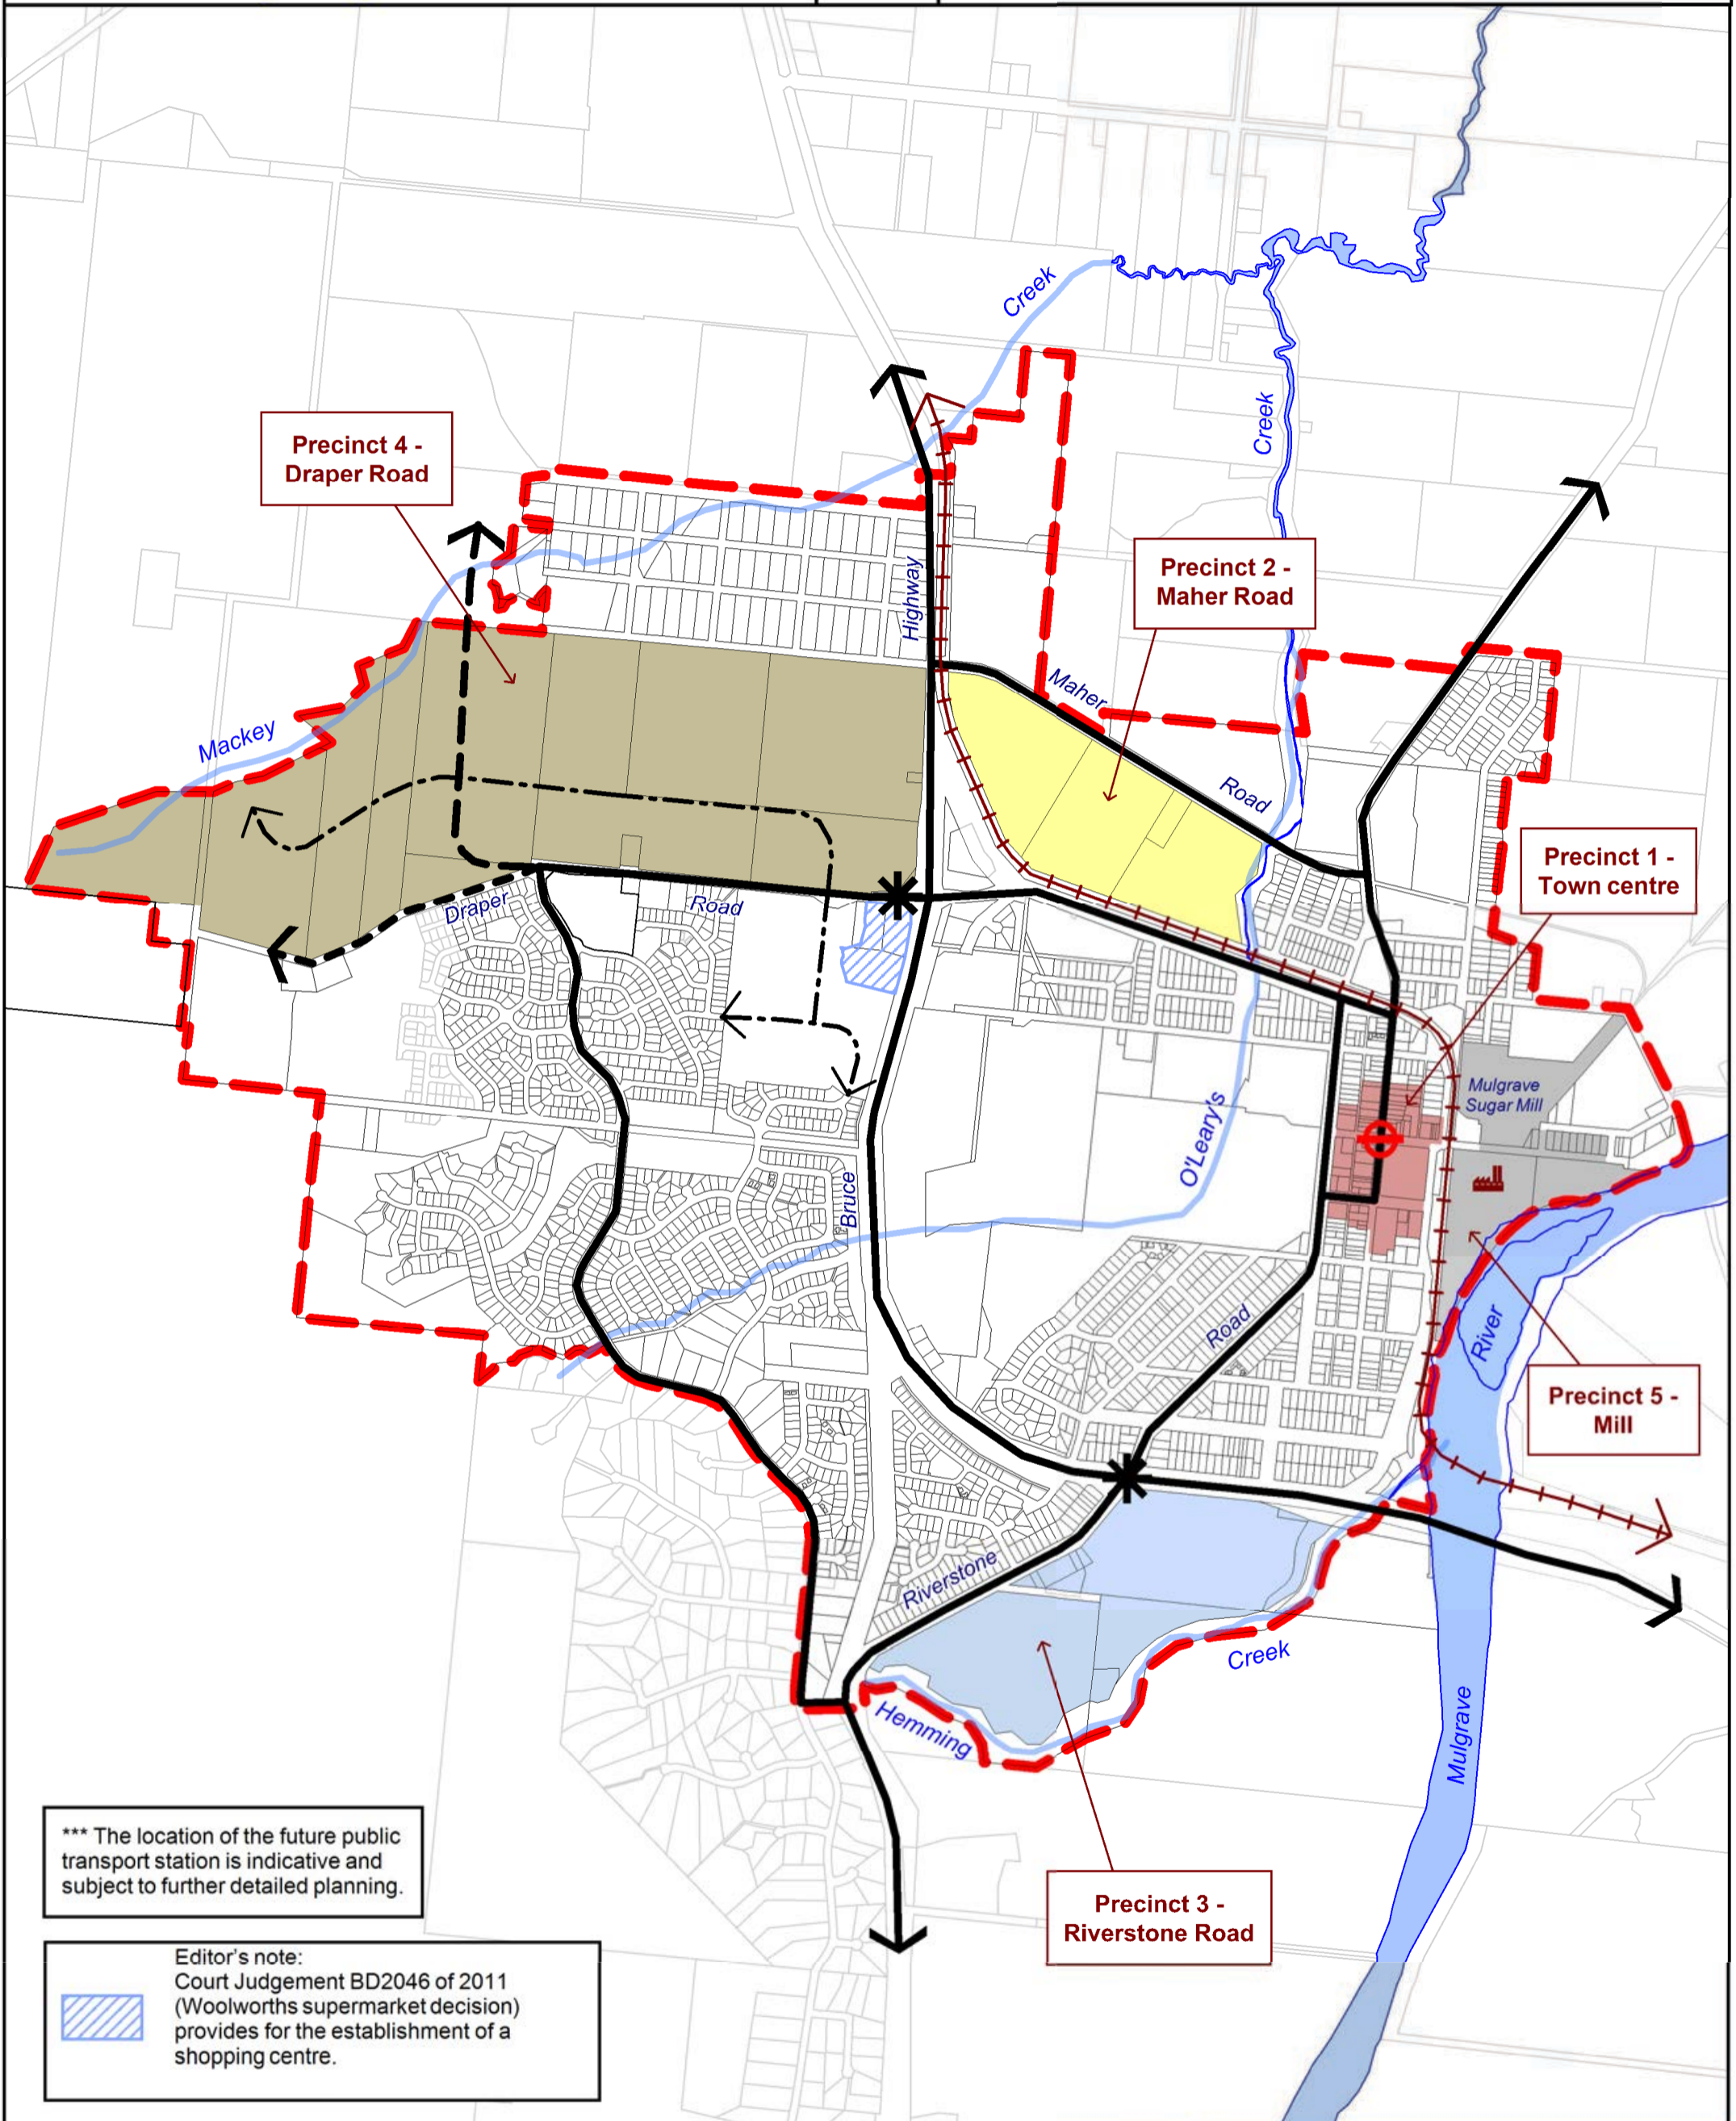 Creek
Creek
Precinct 4 -
Draper Road
Precinct 2 -
Maher Road
Highway
Maher
Mackey
Road
Precinct 1 -
Town centre
Draper
Road
Mulgrave
Sugar Mill
O'Leary's
Bruce
River
Road
Precinct 5 -
Mill
Riverstone
Creek
Hemming
Mulgrave
*** The location of the future public
transport station is indicative and
subject to further detailed planning.
Precinct 3 -
Riverstone Road
Editor's note:
Court Judgement BD2046 of 2011
(Woolworths supermarket decision)
provides for the establishment of a
shopping centre.